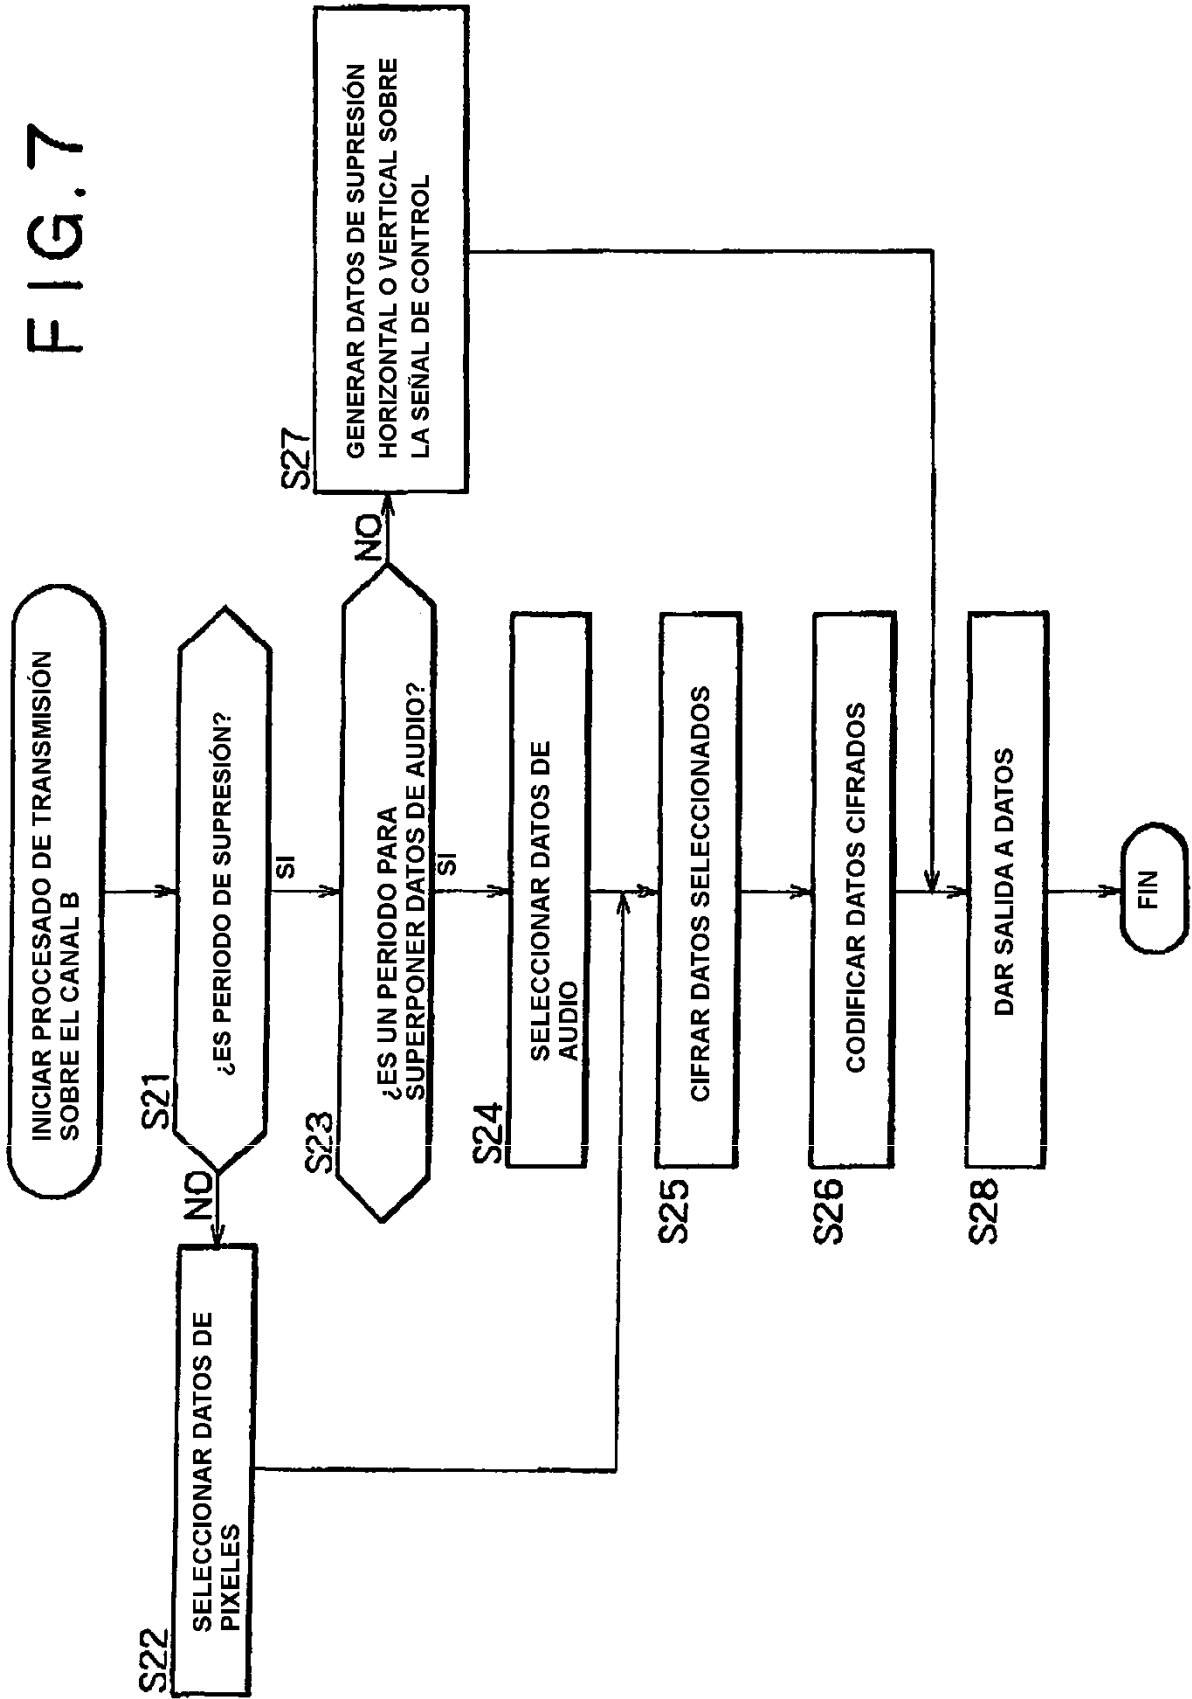 FIG.7
INICIAR PROCESADO DE TRANSMISIÓN
SOBRE EL CANAL B
S21
¿ES PERIODO DE SUPRESIÓN?
NO
SI
S22
SELECCIONAR DATOS DE
PIXELES
S23
¿ES UN PERIODO PARA
SUPERPONER DATOS DE AUDIO?
NO
SI
S27
GENERAR DATOS DE SUPRESIÓN
HORIZONTAL O VERTICAL SOBRE
LA SEÑAL DE CONTROL
S24
SELECCIONAR DATOS DE
AUDIO
S25
CIFRAR DATOS SELECCIONADOS
S26
CODIFICAR DATOS CIFRADOS
S28
DAR SALIDA A DATOS
FIN